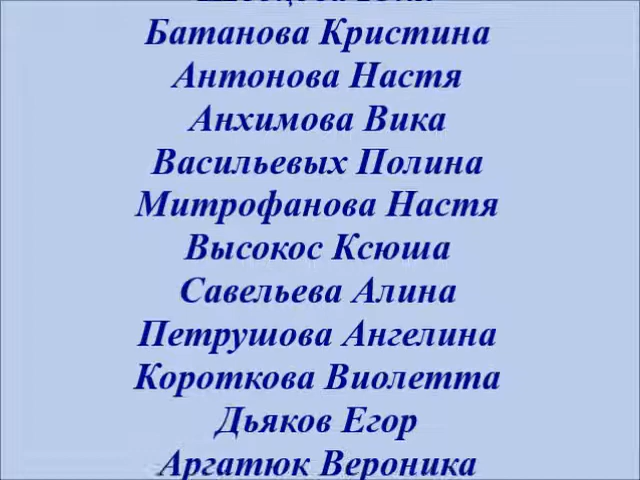 Батанова Кристина
Антонова Настя
Анхимова Вика
Васильевых Полина
Митрофанова Настя
Высокос Ксюша
Савельева Алина
Петрушова Ангелина
Короткова Виолетта
Дьяков Егор
Аргатюк Вероника